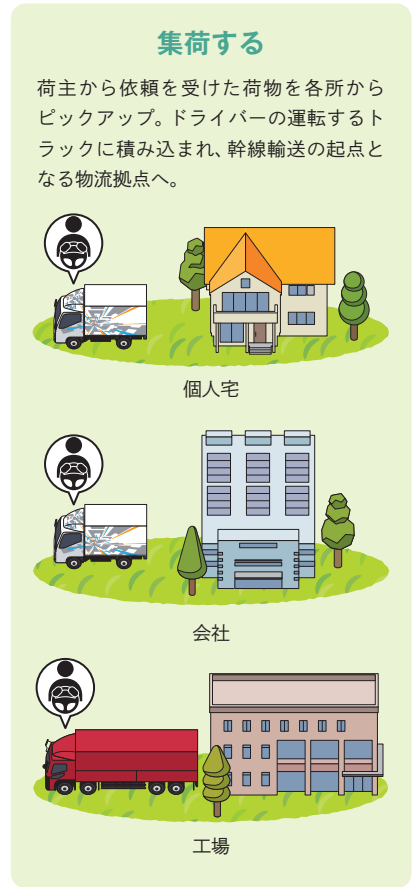 集荷する
荷主から依頼を受けた荷物を各所から
ピックアップ。ドライバーの運転するト
ラックに積み込まれ、幹線輸送の起点と
なる物流拠点へ。
個人宅
会社
工場